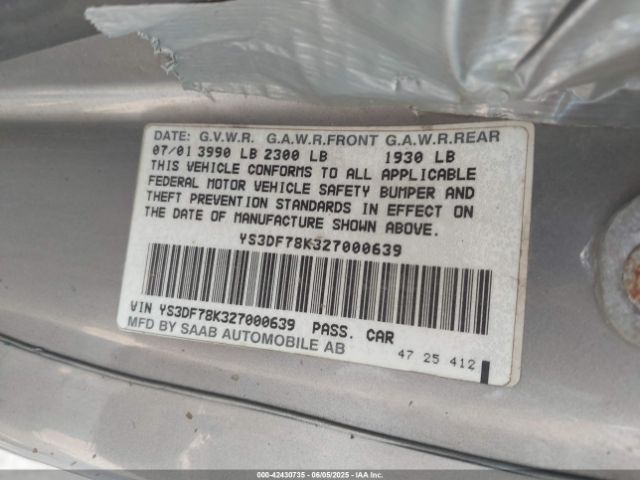 DATE: G.V.W.R. G.A.W.R.FRONT G.A.W.R.REAR
07/01 3990 LB 2300 LB 1930 LB
THIS VEHICLE CONFORMS TO ALL APPLICABLE
FEDERAL MOTOR VEHICLE SAFETY BUMPER AND
THEFT PREVENTION STANDARDS IN EFFECT ON
THE DATE OF MANUFACTURE SHOWN ABOVE.
YS3DF78K327000639
VIN YS3DF78K327000639 PASS. CAR
MFD BY SAAB AUTOMOBILE AB
47 25 412
000-42430735 - 06/05/2025 - IAA Inc.